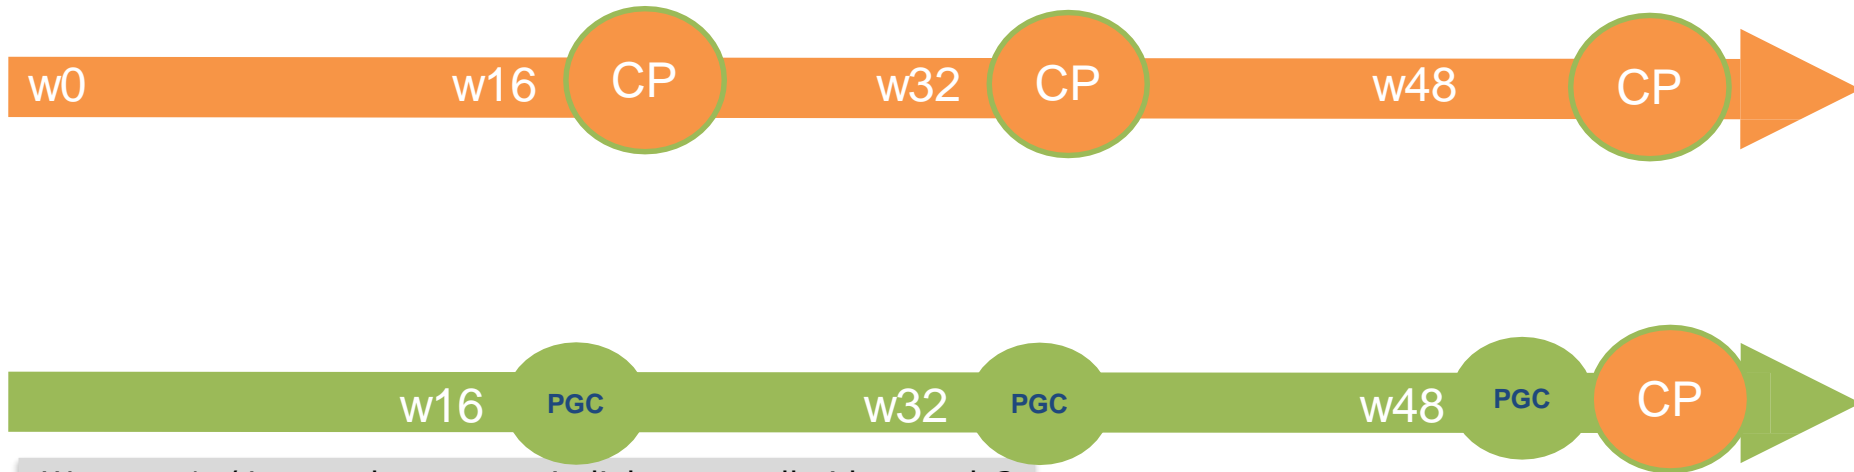 w0 w16 CP w32 CP w48 CP
w16 PGC w32 PGC w48 PGC CP